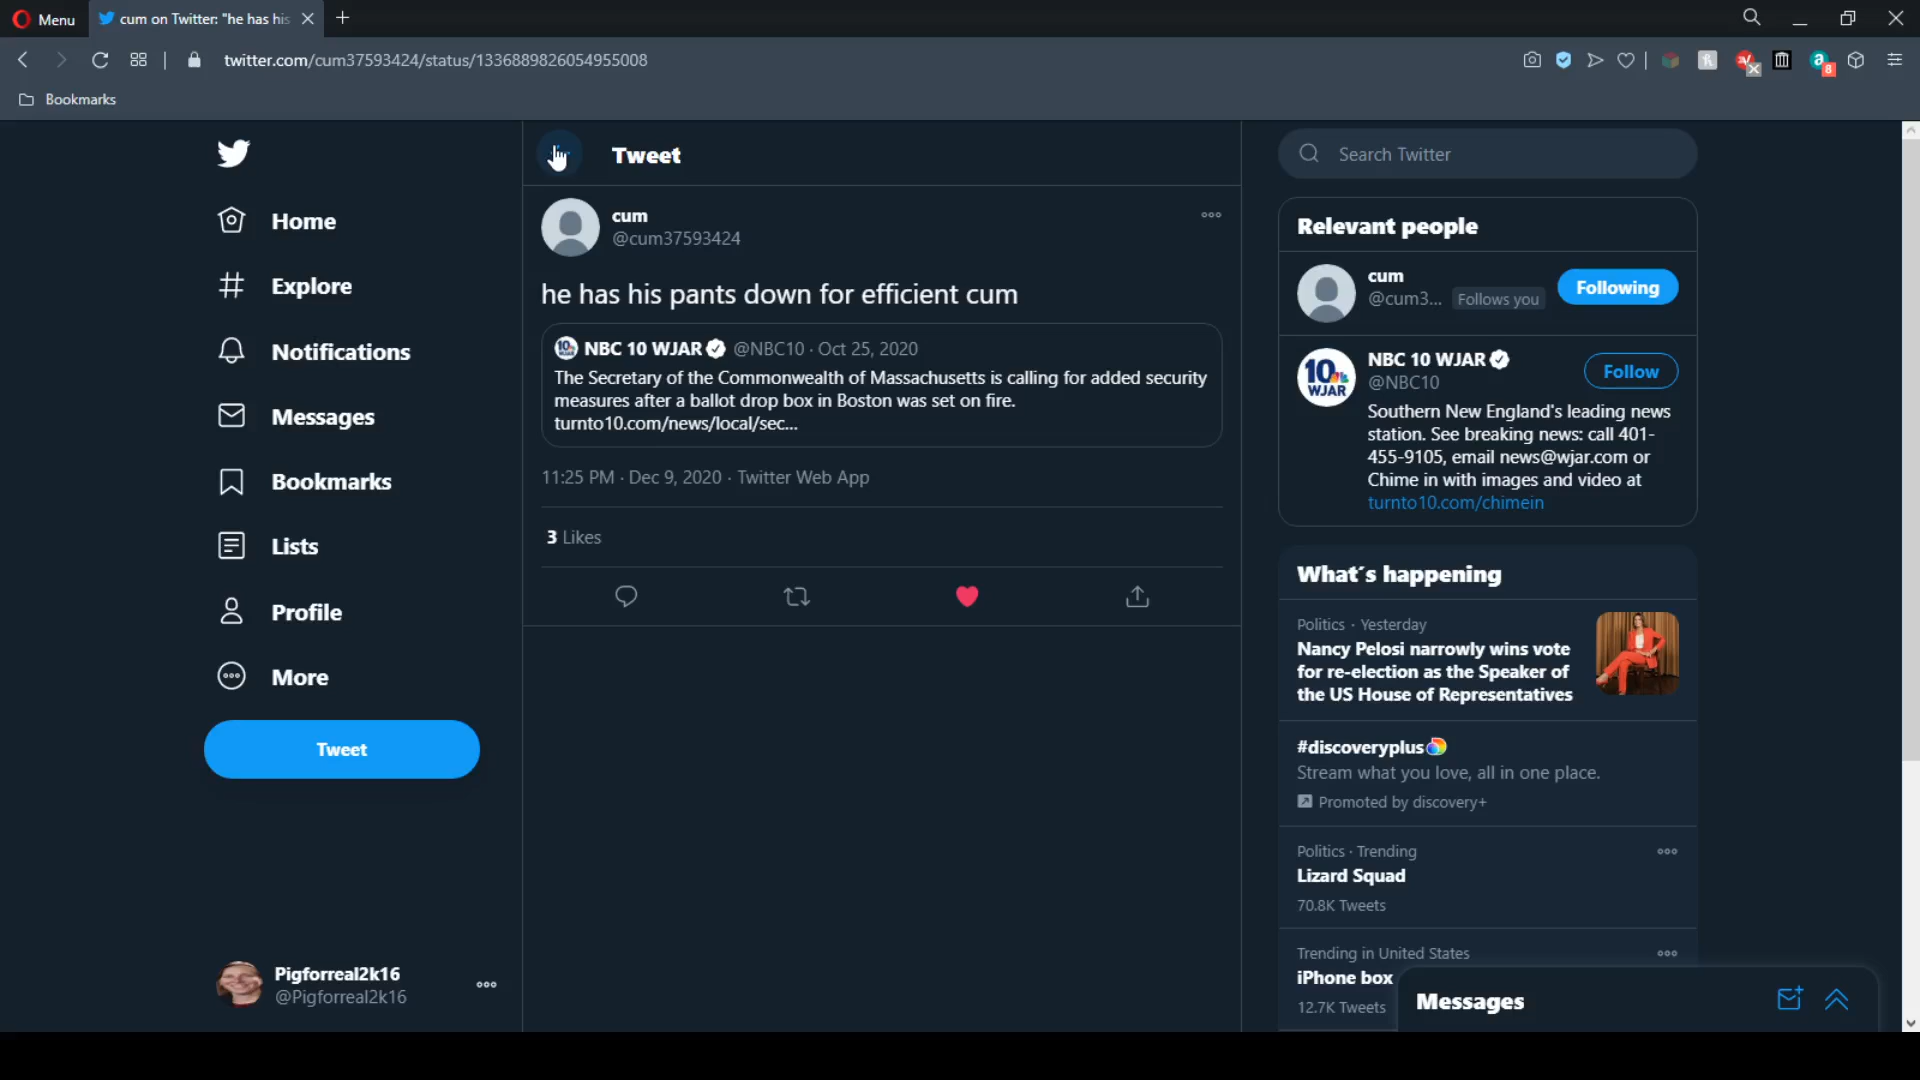 Menu
cum on Twitter: "he has his
twitter.com/cum37593424/status/1336889826054955008
8
Bookmarks
Home
Explore
Notifications
Messages
Bookmarks
Lists
Profile
More
Tweet
Pigforreal2k16
@Pigforreal2k16
Tweet
cum
@cum37593424
he has his pants down for efficient cum
NBC 10 WJAR @NBC10 · Oct 25, 2020
The Secretary of the Commonwealth of Massachusetts is calling for added security
measures after a ballot drop box in Boston was set on fire.
turnto10.com/news/local/sec...
11:25 PM · Dec 9, 2020 · Twitter Web App
3 Likes
Search Twitter
Relevant people
cum
@cum3... Follows you
Following
10
WJAR
NBC 10 WJAR
@NBC10
Follow
Southern New England's leading news
station. See breaking news: call 401-
455-9105, email news@wjar.com or
Chime in with images and video at
turnto10.com/chimein
What´s happening
Politics · Yesterday
Nancy Pelosi narrowly wins vote
for re-election as the Speaker of
the US House of Representatives
#discoveryplus
Stream what you love, all in one place.
Promoted by discovery+
Politics · Trending
Lizard Squad
70.8K Tweets
Trending in United States
iPhone box
12.7K Tweets
Messages